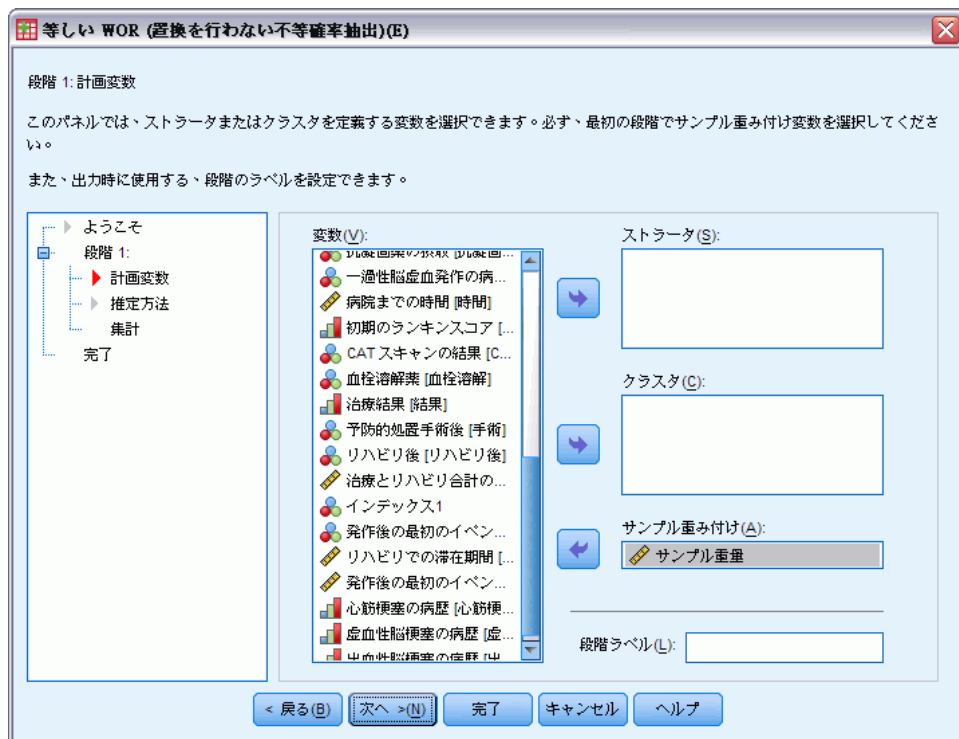 等しい WOR (置換を行わない不等確率抽出)(E)
段階 1: 計画変数
このパネルでは、ストラータまたはクラスタを定義する変数を選択できます。必ず、最初の段階でサンプル重み付け変数を選択してくださ
い。
また、出力時に使用する、段階のラベルを設定できます。
ようこそ
段階 1:
計画変数
推定方法
集計
完了
変数(V):
一過性脳虚血発作の病...
病院までの時間 [時間]
初期のランキンスコア [...
CAT スキャンの結果 [C...
血栓溶解薬 [血栓溶解]
治療結果 [結果]
予防的処置手術後 [手術]
リハビリ後 [リハビリ後]
治療とリハビリ合計の...
インデックス1
発作後の最初のイベン...
リハビリでの滞在期間 [...
発作後の最初のイベン...
心筋梗塞の病歴 [心筋梗...
虚血性脳梗塞の病歴 [虚...
出血性脳梗塞の病歴 [出...
ストラータ(S):
クラスタ(C):
サンプル重み付け(A):
サンプル重量
段階ラベル(L):
< 戻る(B)
次へ >(N)
完了
キャンセル
ヘルプ